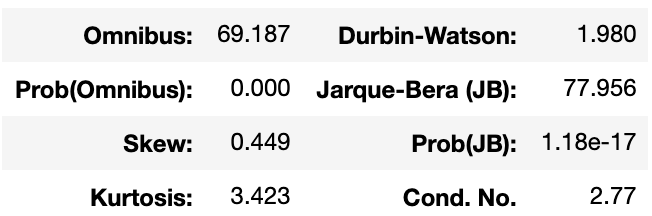 Omnibus: 69.187 Durbin-Watson: 1.980
Prob(Omnibus): 0.000 Jarque-Bera (JB): 77.956
Skew: 0.449 Prob(JB): 1.18e-17
Kurtosis: 3.423 Cond. No. 2.77